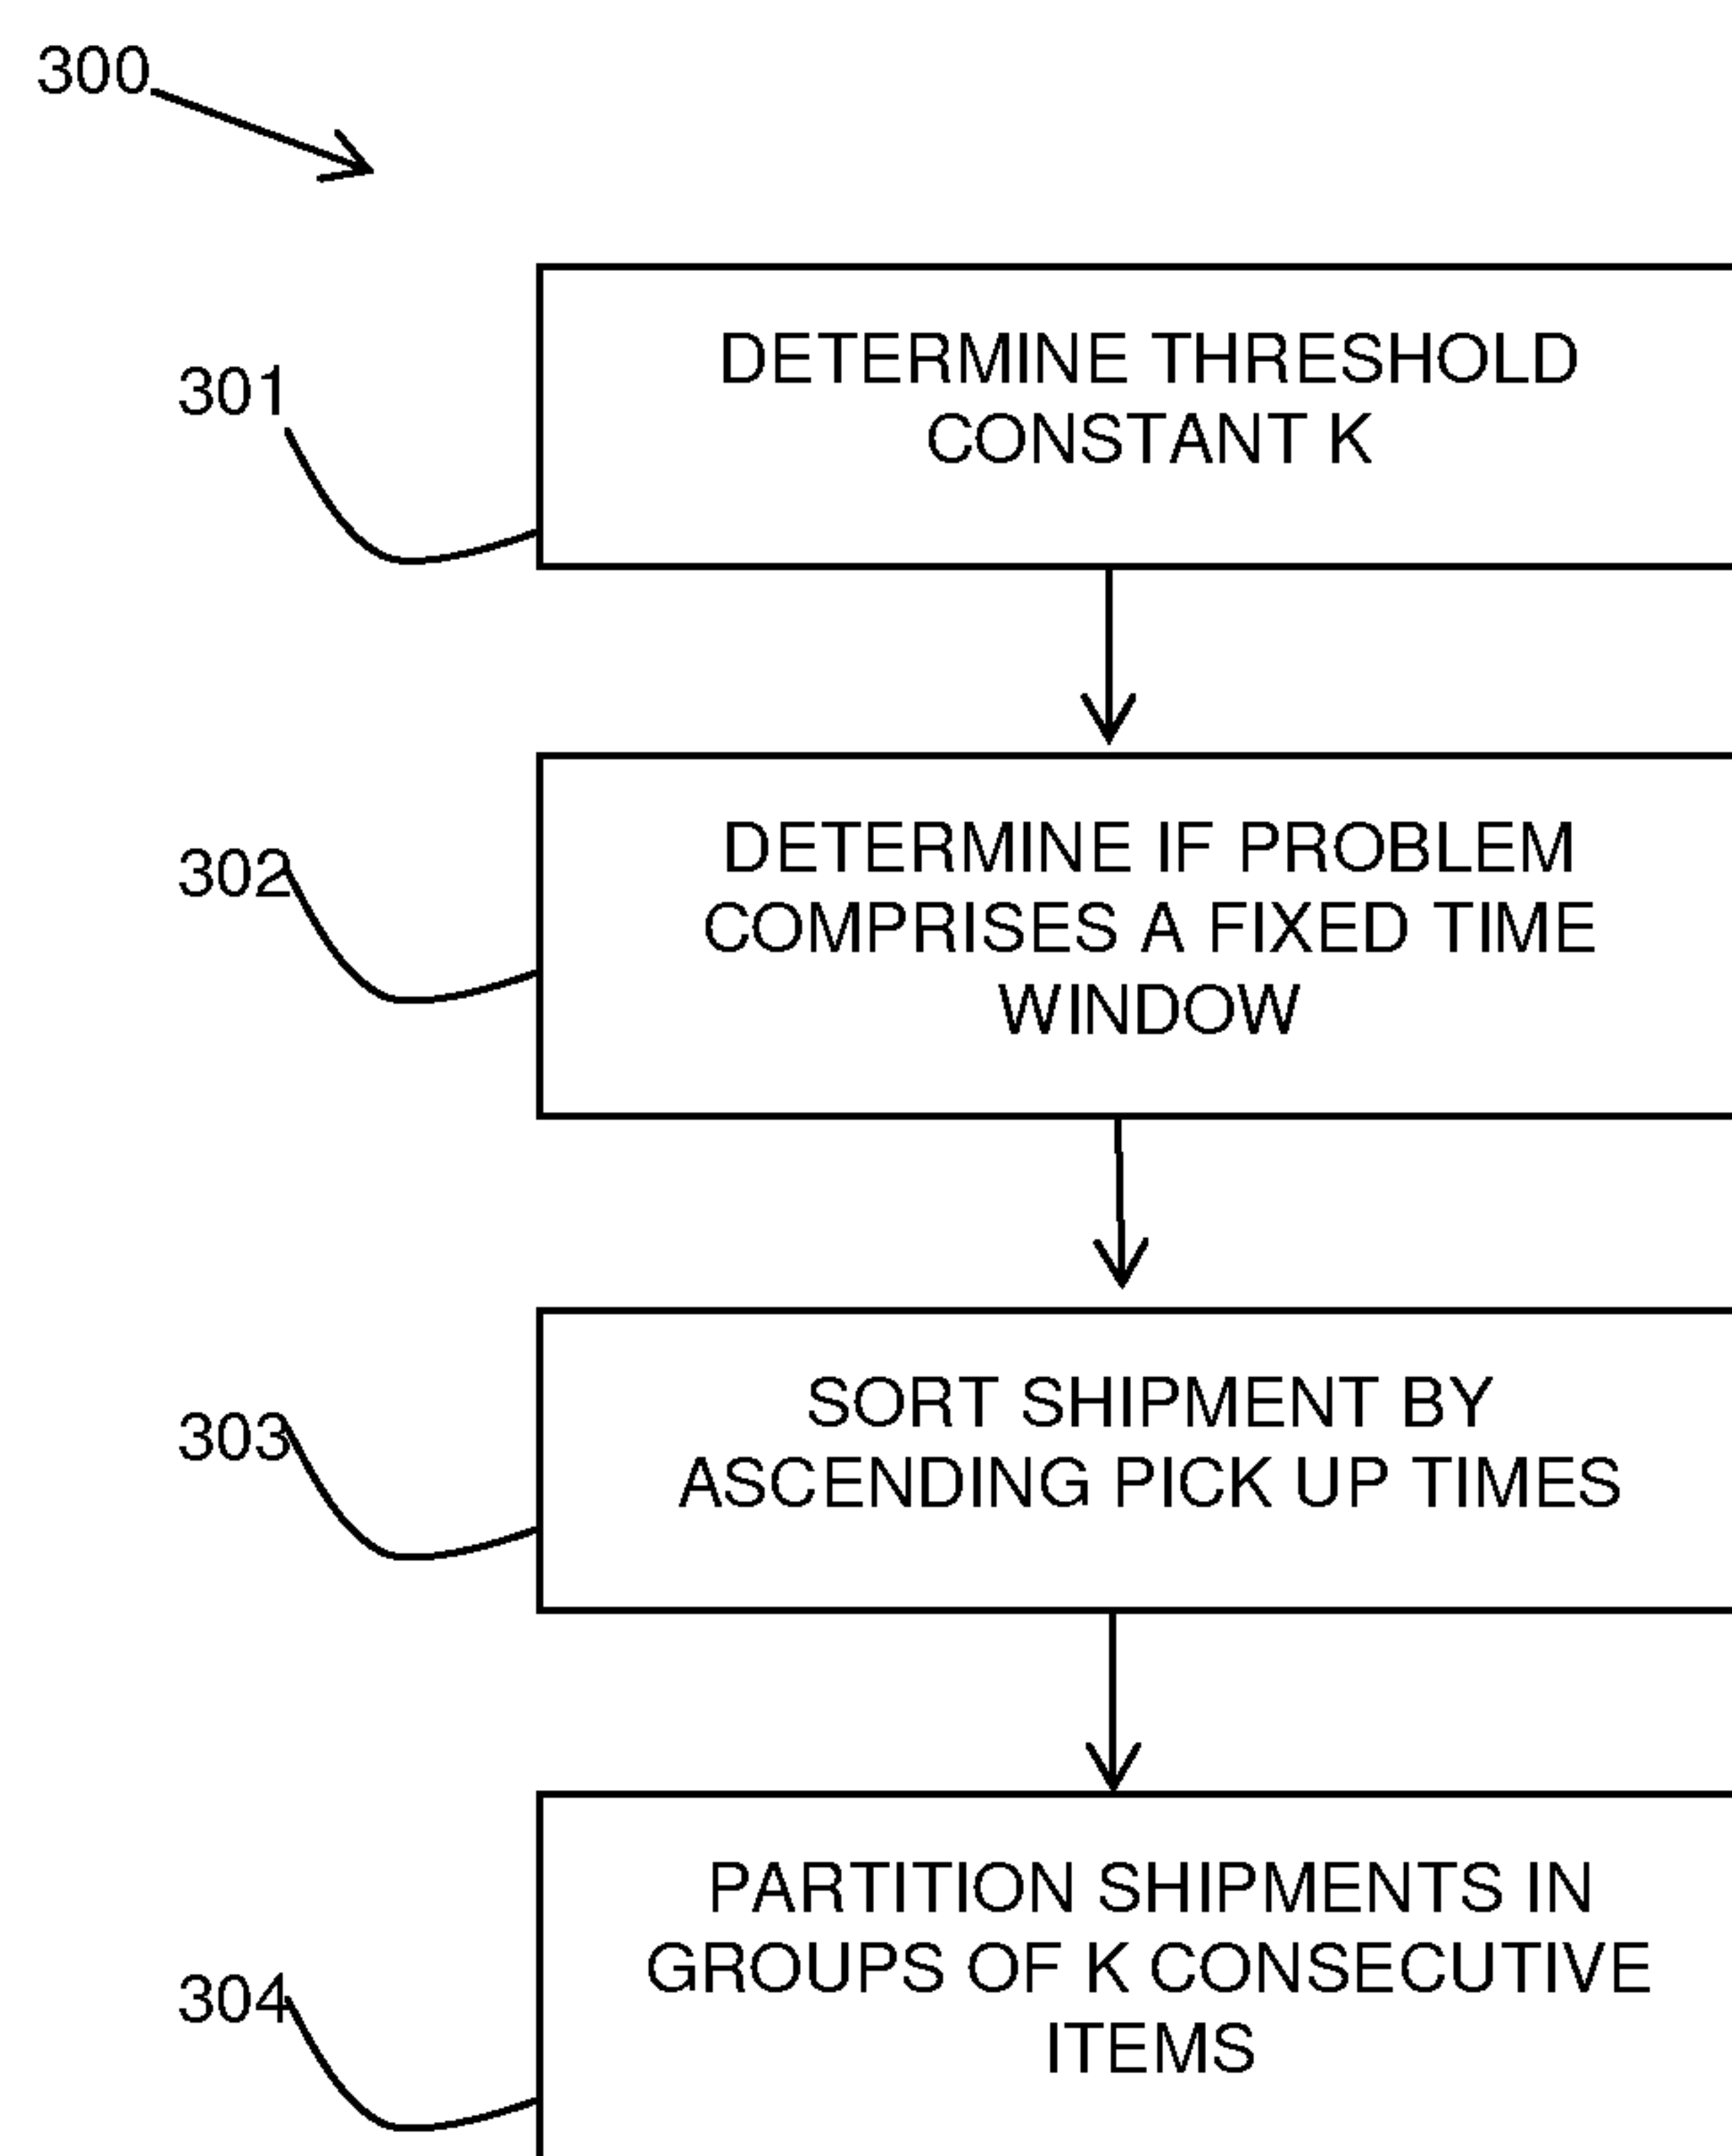 300
301
DETERMINE THRESHOLD
CONSTANT K
302
DETERMINE IF PROBLEM
COMPRISES A FIXED TIME
WINDOW
303
SORT SHIPMENT BY
ASCENDING PICK UP TIMES
304
PARTITION SHIPMENTS IN
GROUPS OF K CONSECUTIVE
ITEMS